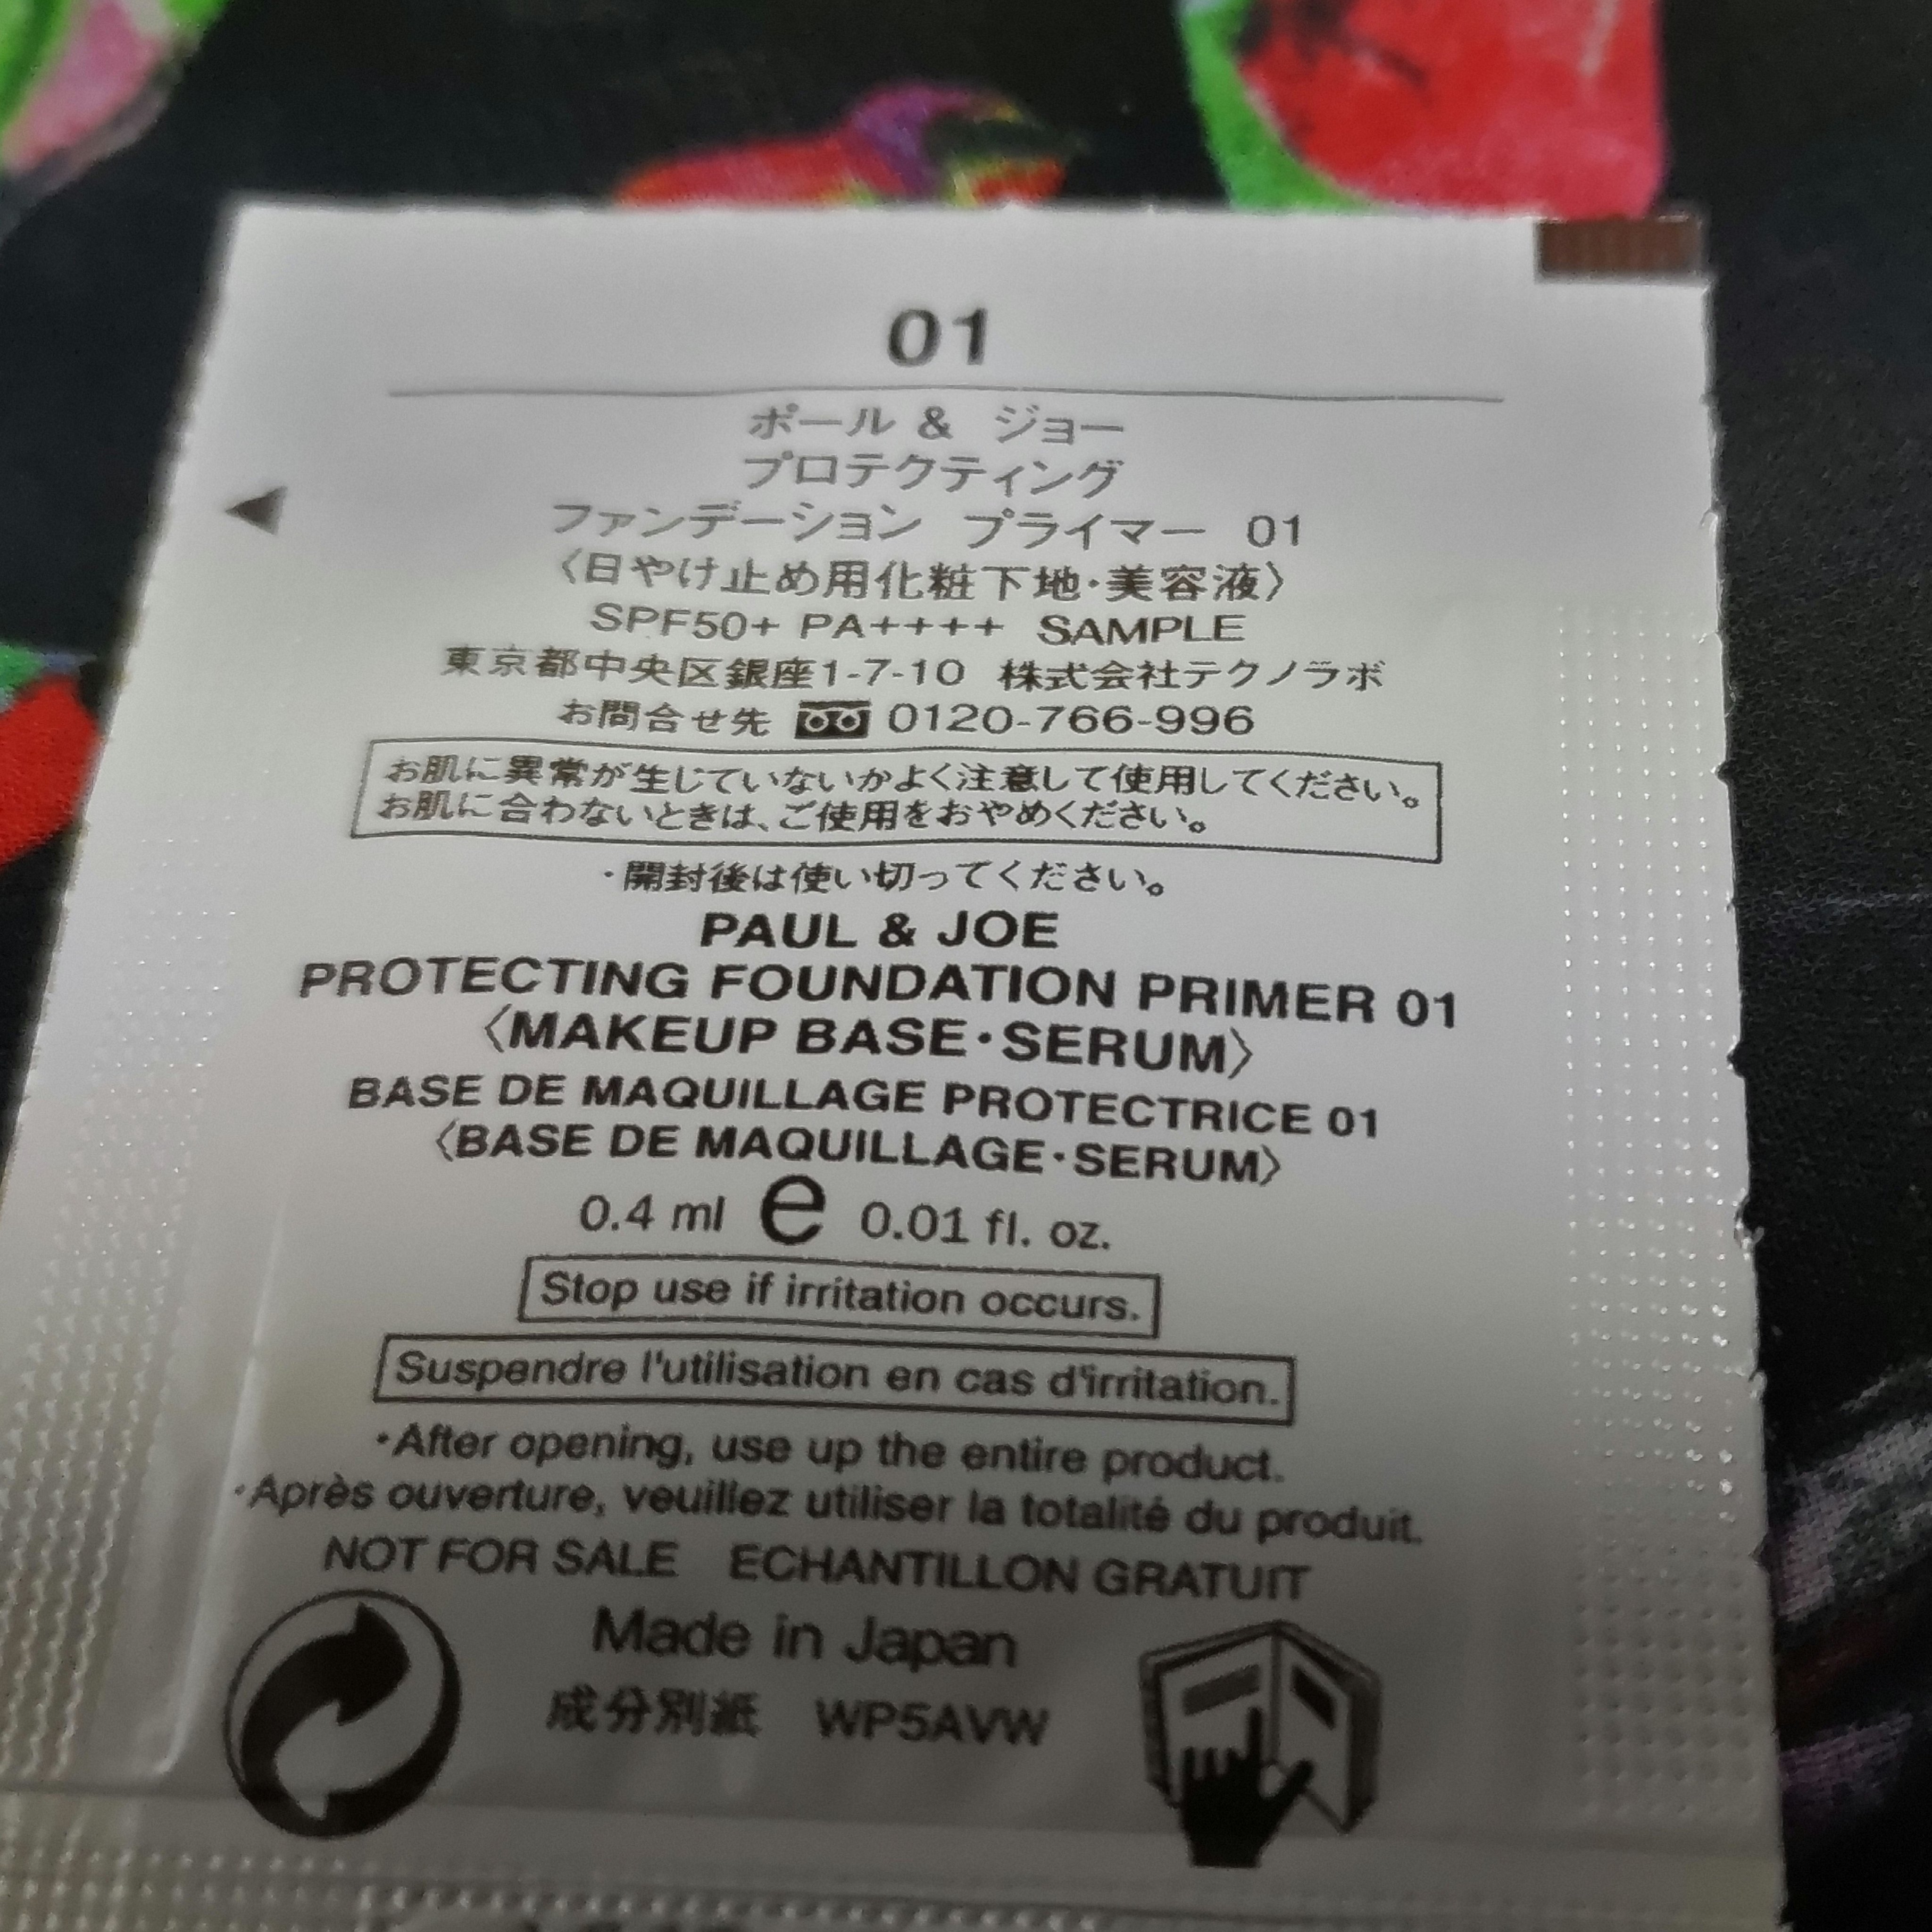 01
ポール & ジョー
プロテクティング
ファンデーション プライマー 01
〈日やけ止め用化粧下地・美容液〉
SPF50+ PA++++ SAMPLE
東京都中央区銀座1-7-10 株式会社テクノラボ
お問合せ先 0120-766-996
お肌に異常が生じていないかよく注意して使用してください。
お肌に合わないときは、ご使用をおやめください。
・開封後は使い切ってください。
PAUL & JOE
PROTECTING FOUNDATION PRIMER 01
〈MAKEUP BASE・SERUM〉
BASE DE MAQUILLAGE PROTECTRICE 01
〈BASE DE MAQUILLAGE・SERUM〉
0.4 ml e 0.01 fl. oz.
Stop use if irritation occurs.
Suspendre l'utilisation en cas d'irritation.
・After opening, use up the entire product.
・Après ouverture, veuillez utiliser la totalité du produit.
NOT FOR SALE ECHANTILLON GRATUIT
Made in Japan
成分別紙 WP5AVW